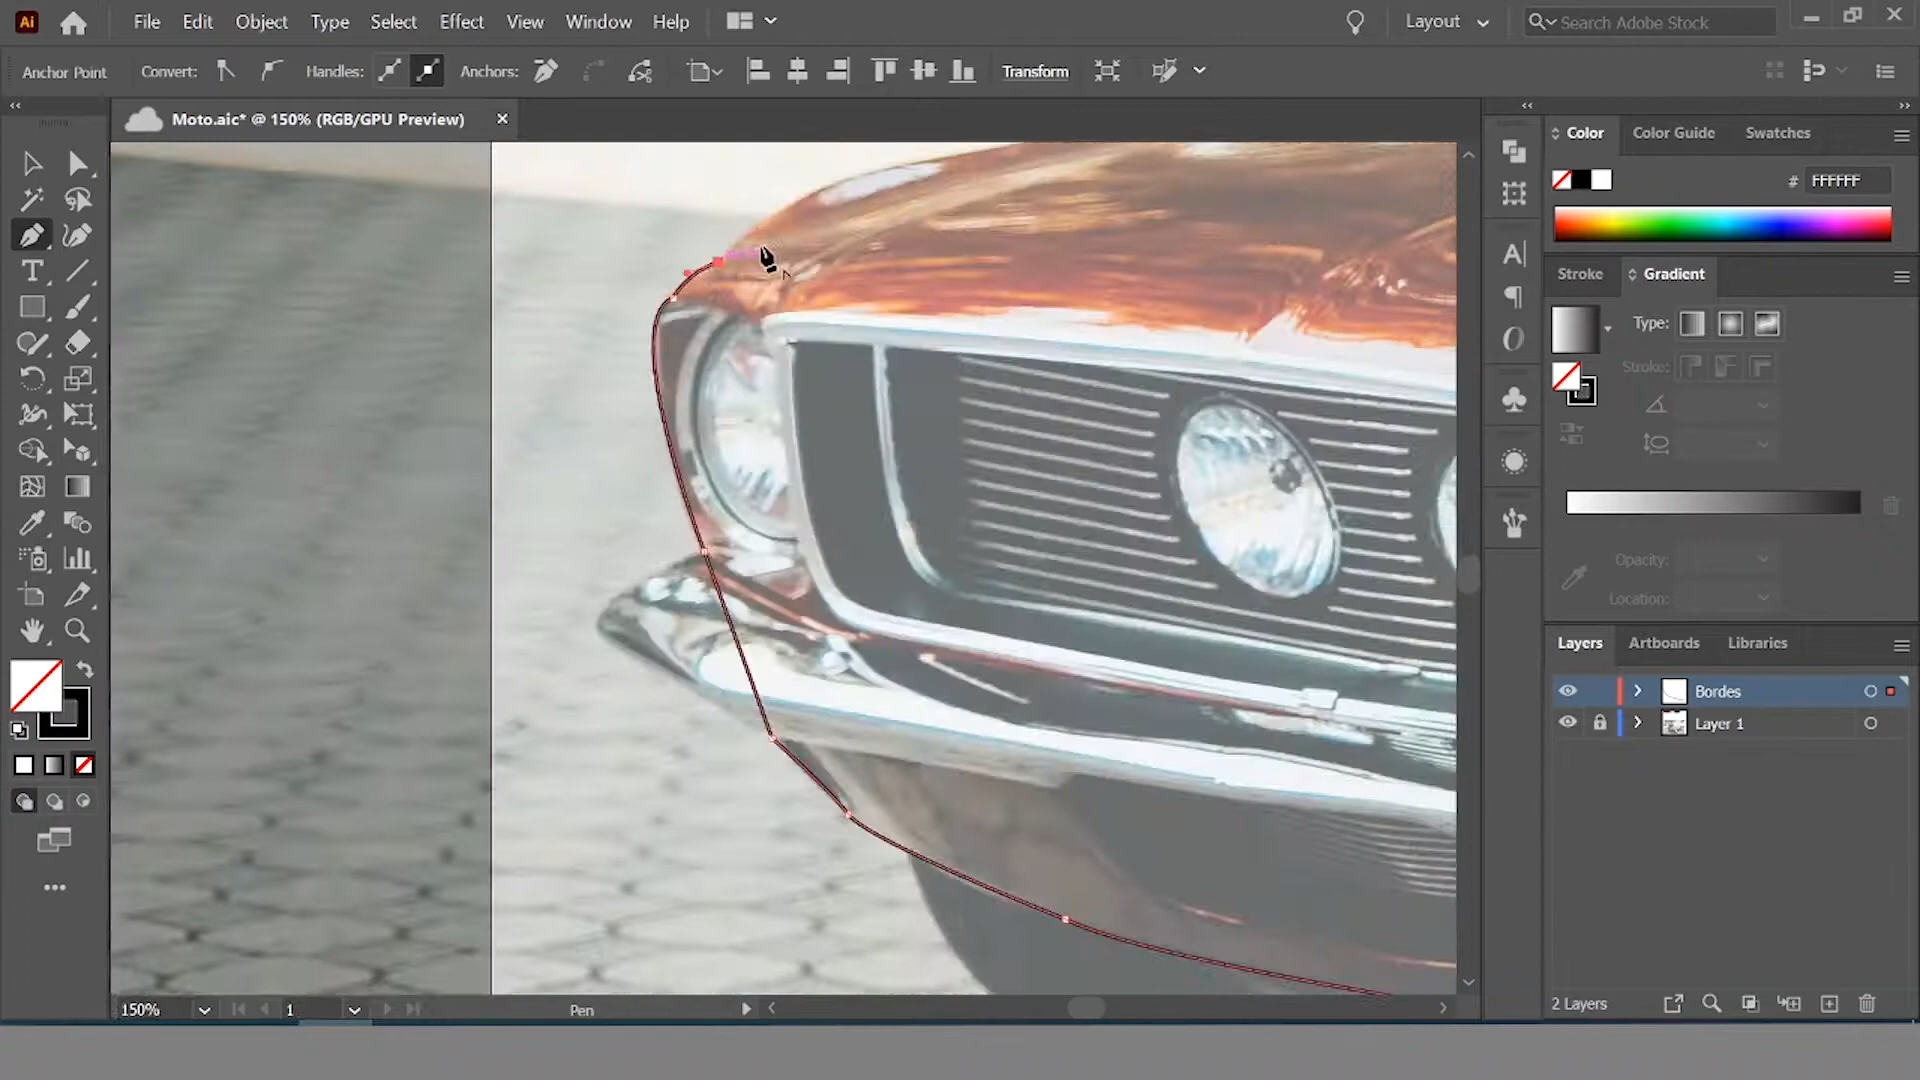 Ai File Edit Object Type Select Effect View Window Help Layout Search Adobe Stock
Anchor Point Convert: Handles: Anchors: Transform
Moto.aic* @ 150% (RGB/GPU Preview)
Color Color Guide Swatches
# FFFFFF
Stroke Gradient
Type:
Stroke:
Opacity:
Location:
Layers Artboards Libraries
Bordes
Layer 1
2 Layers
150% 1 Pen